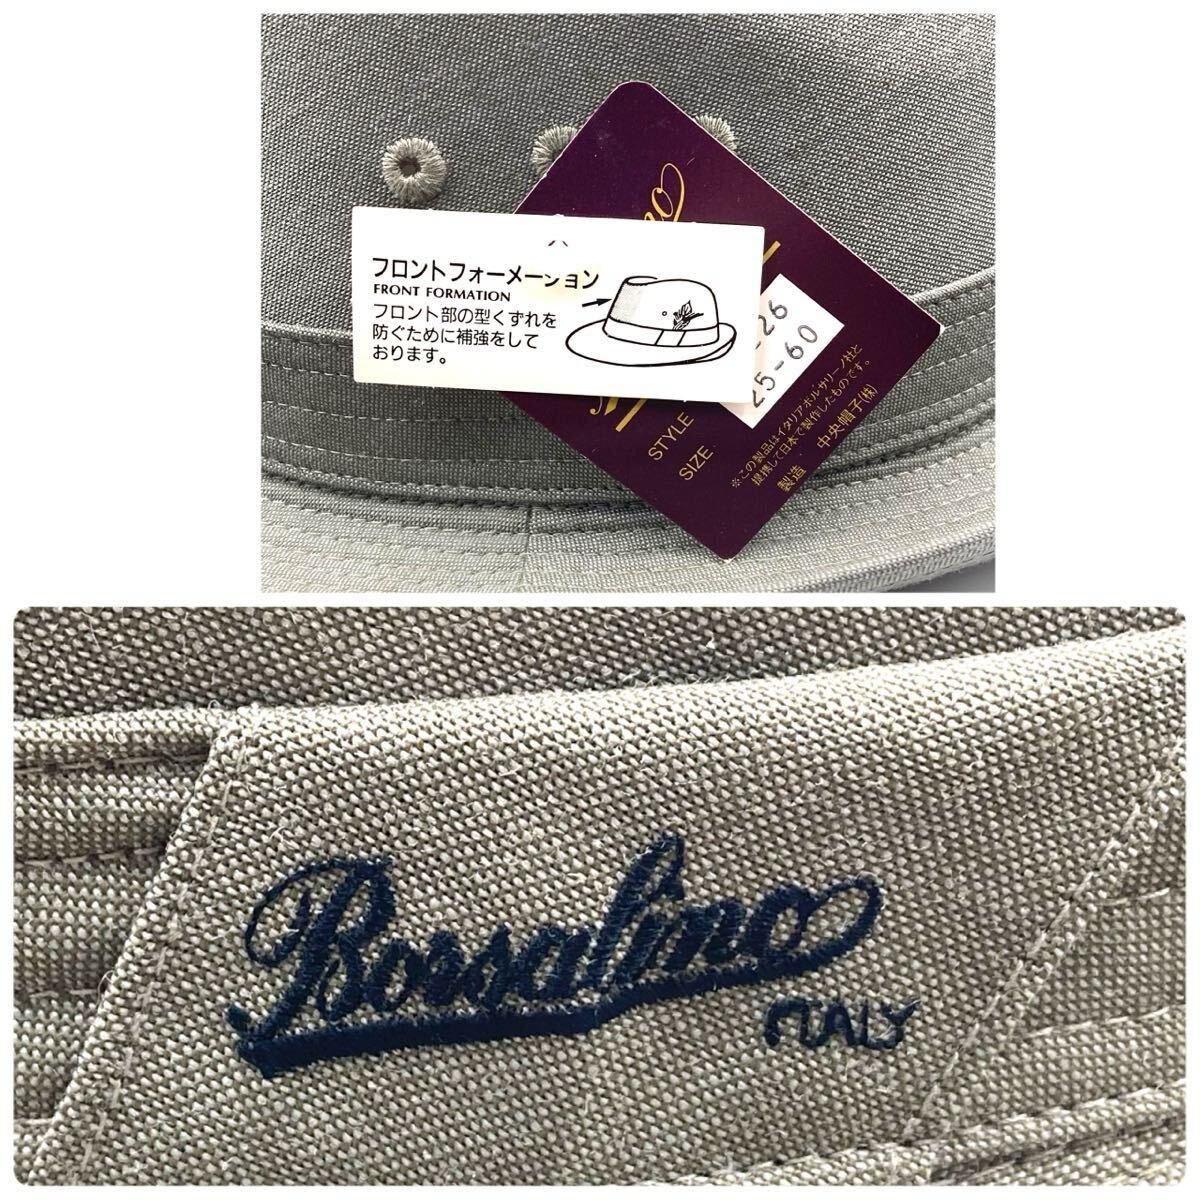 フロントフォーメーション
FRONT FORMATION
フロント部の型くずれを
防ぐために補強をして
おります。
-26
25-60
STYLE
SIZE
※この製品はイタリアボルサリーノ社と
提携して日本で製作したものです。
製造 中央帽子(株)
Borsalino
ITALY